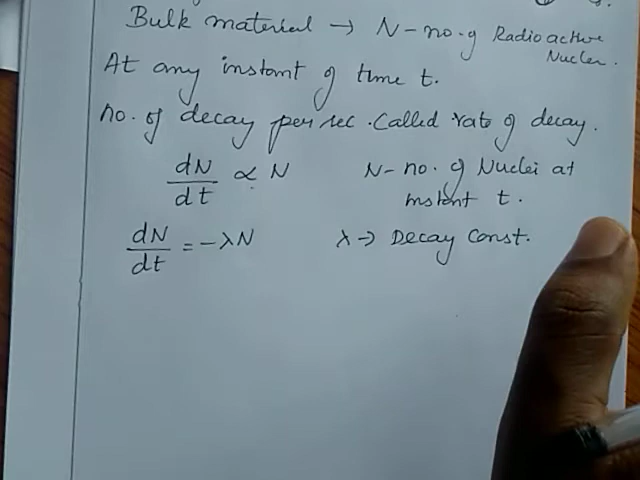 Bulk material → N - no. of Radioactive Nuclei.
At any instant of time t.
no. of decay per sec. Called rate of decay.
dN/dt ∝ N N - no. of Nuclei at instant t.
dN/dt = -λN λ → Decay Const.